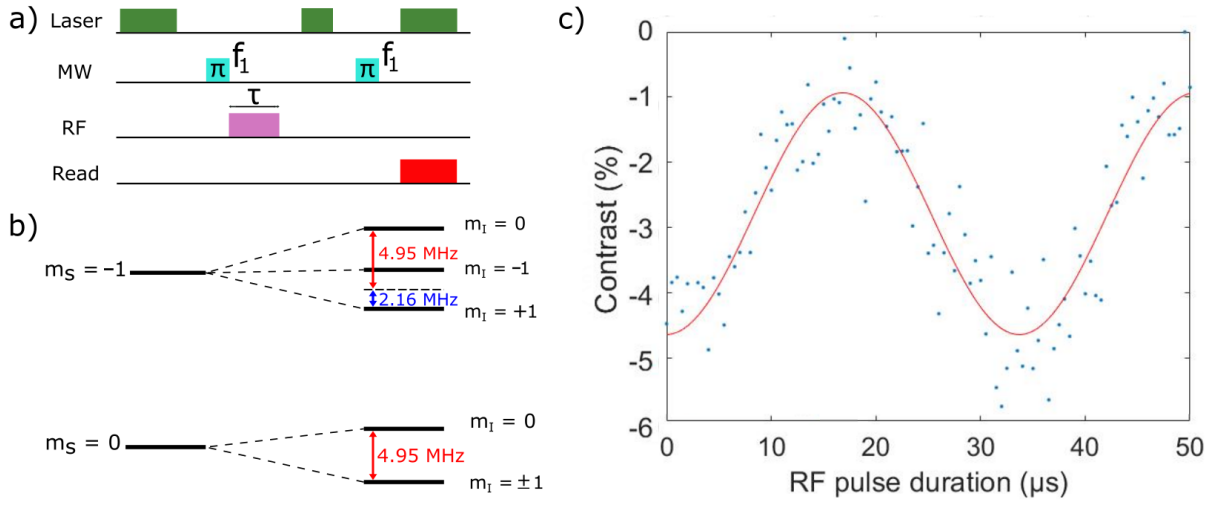 a)
Laser
MW
π
f₁
π
f₁
RF
τ
Read
b)
mS = –1
mI = 0
4.95 MHz
mI = –1
2.16 MHz
mI = +1
mS = 0
mI = 0
4.95 MHz
mI = ± 1
c)
Contrast (%)
0
-1
-2
-3
-4
-5
-6
0 10 20 30 40 50
RF pulse duration (µs)